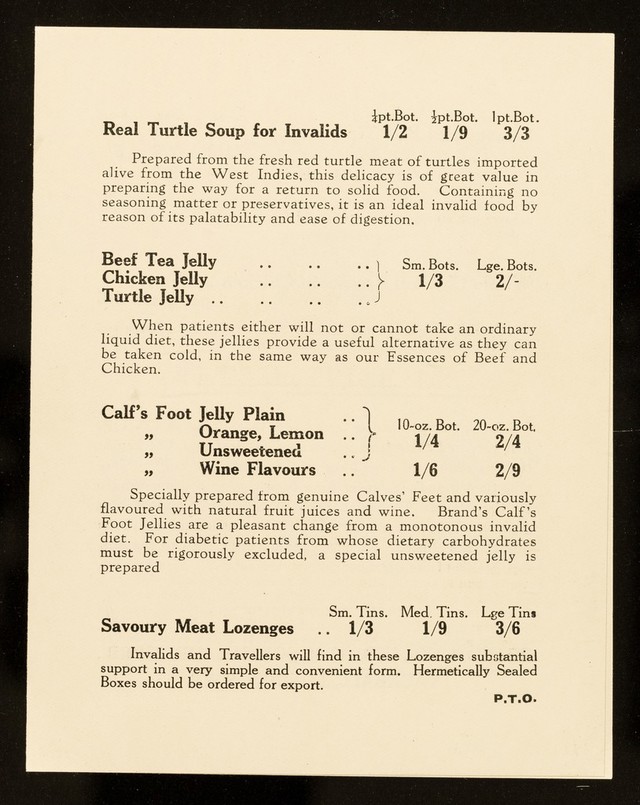 ¼pt.Bot. ½pt.Bot. 1pt.Bot.
Real Turtle Soup for Invalids 1/2 1/9 3/3
Prepared from the fresh red turtle meat of turtles imported
alive from the West Indies, this delicacy is of great value in
preparing the way for a return to solid food. Containing no
seasoning matter or preservatives, it is an ideal invalid food by
reason of its palatability and ease of digestion.
Beef Tea Jelly .. .. .. Sm. Bots. Lge. Bots.
Chicken Jelly .. .. .. } 1/3 2/-
Turtle Jelly .. .. .. ..
When patients either will not or cannot take an ordinary
liquid diet, these jellies provide a useful alternative as they can
be taken cold, in the same way as our Essences of Beef and
Chicken.
Calf's Foot Jelly Plain .. 10-oz. Bot. 20-oz. Bot.
„ Orange, Lemon .. } 1/4 2/4
„ Unsweetened ..
„ Wine Flavours .. 1/6 2/9
Specially prepared from genuine Calves' Feet and variously
flavoured with natural fruit juices and wine. Brand's Calf's
Foot Jellies are a pleasant change from a monotonous invalid
diet. For diabetic patients from whose dietary carbohydrates
must be rigorously excluded, a special unsweetened jelly is
prepared
Sm. Tins. Med. Tins. Lge Tins
Savoury Meat Lozenges .. 1/3 1/9 3/6
Invalids and Travellers will find in these Lozenges substantial
support in a very simple and convenient form. Hermetically Sealed
Boxes should be ordered for export.
P.T.O.